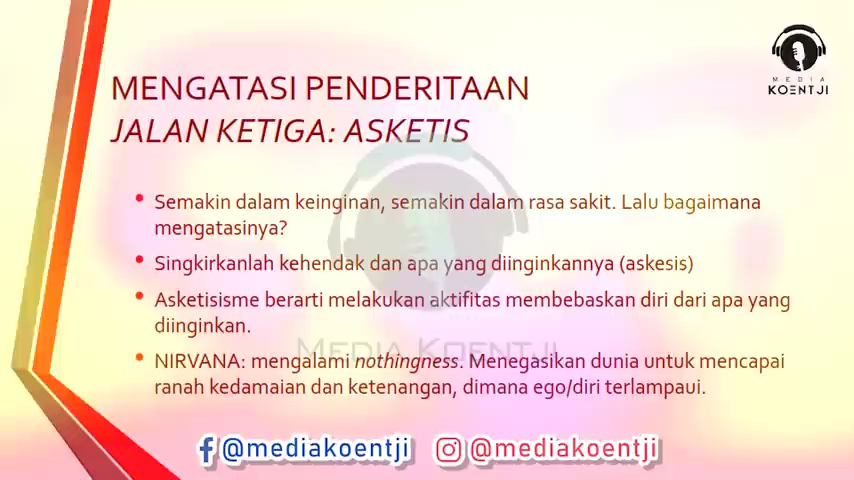 MEDIA
KOENTJI
MENGATASI PENDERITAAN
JALAN KETIGA: ASKETIS
• Semakin dalam keinginan, semakin dalam rasa sakit. Lalu bagaimana
mengatasinya?
• Singkirkanlah kehendak dan apa yang diinginkannya (askesis)
• Asketisisme berarti melakukan aktifitas membebaskan diri dari apa yang
diinginkan.
MEDIA KOENTJI
• NIRVANA: mengalami nothingness. Menegasikan dunia untuk mencapai
ranah kedamaian dan ketenangan, dimana ego/diri terlampaui.
@mediakoentji @mediakoentji